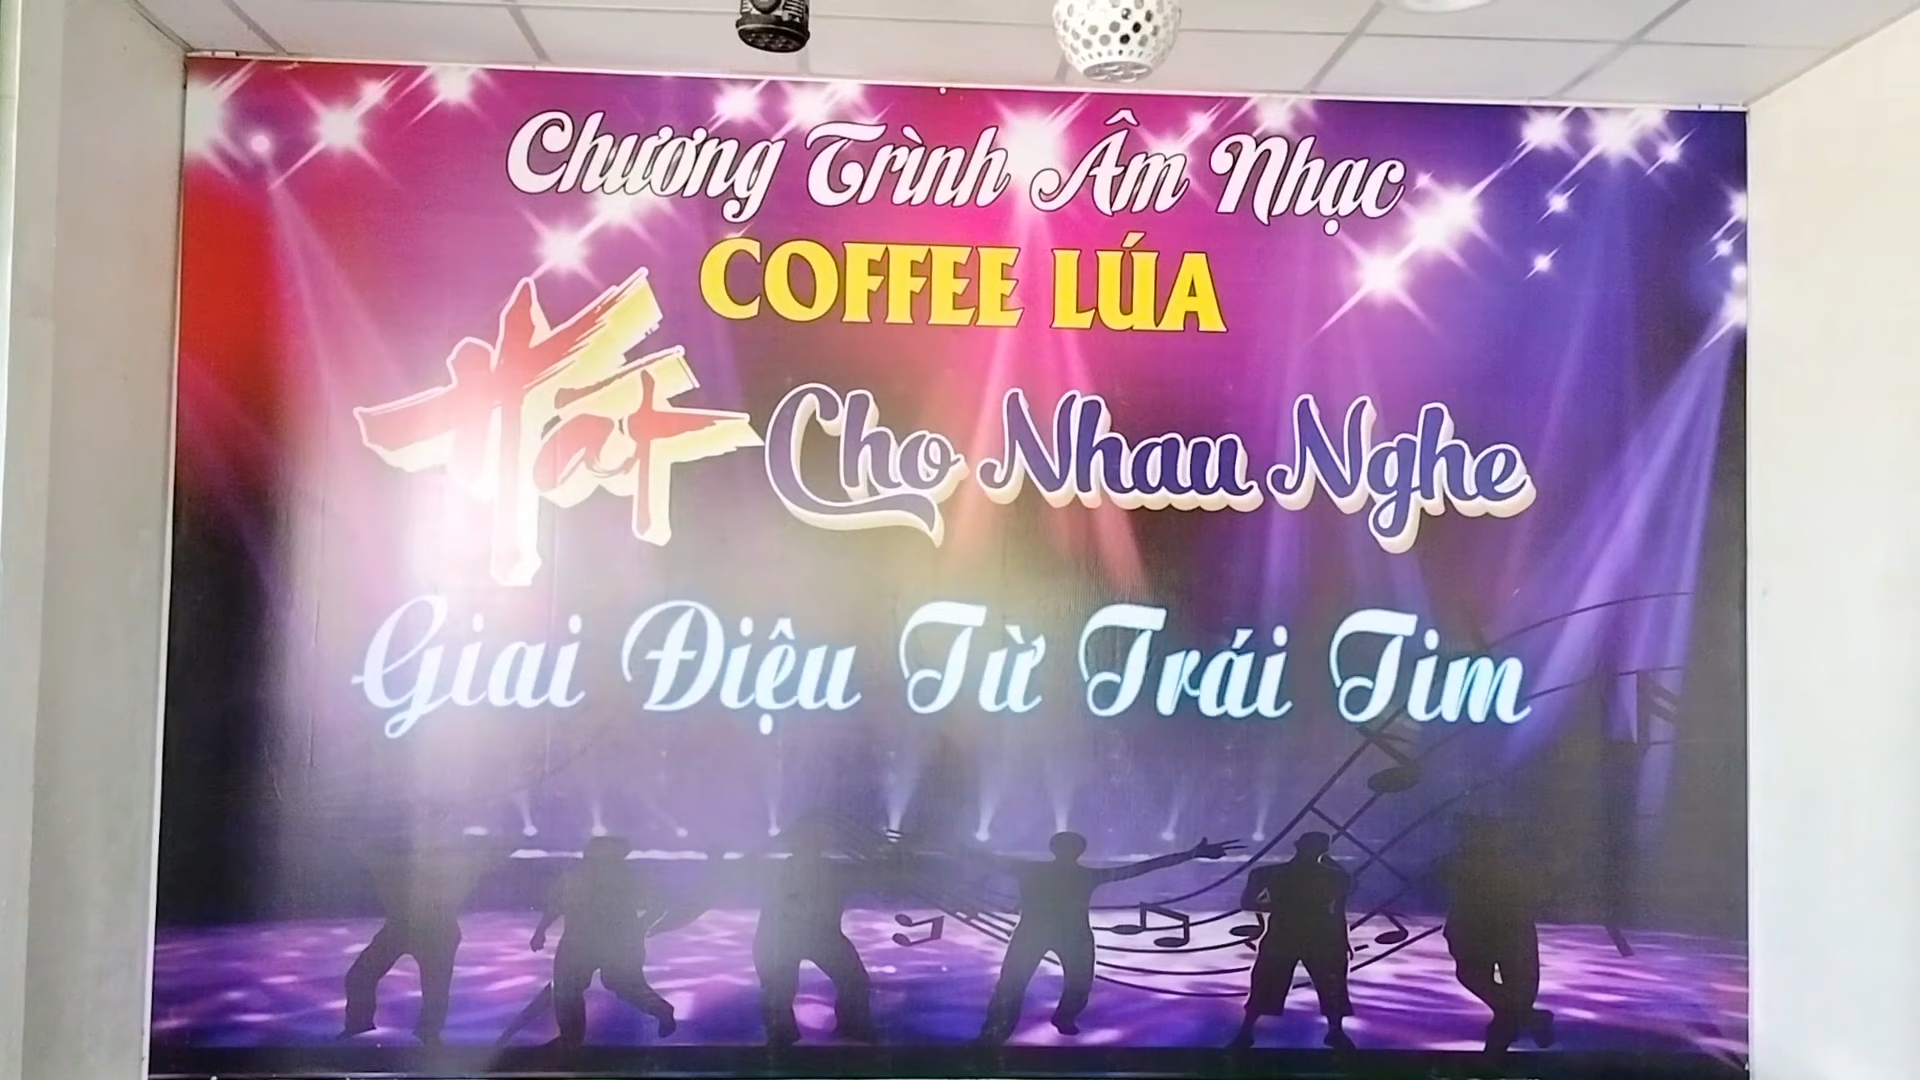 Chương Trình Âm Nhạc
COFFEE LÚA
Hát Cho Nhau Nghe
Giai Điệu Từ Trái Tim